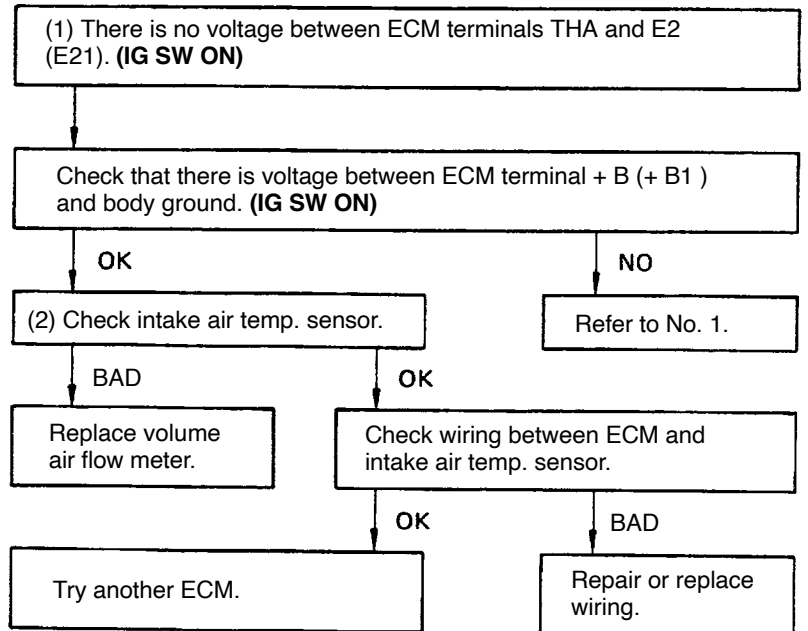 (1) There is no voltage between ECM terminals THA and E2
(E21). (IG SW ON)
Check that there is voltage between ECM terminal + B (+ B1 )
and body ground. (IG SW ON)
OK
NO
(2) Check intake air temp. sensor.
Refer to No. 1.
BAD
OK
Replace volume
air flow meter.
Check wiring between ECM and
intake air temp. sensor.
OK
BAD
Try another ECM.
Repair or replace
wiring.